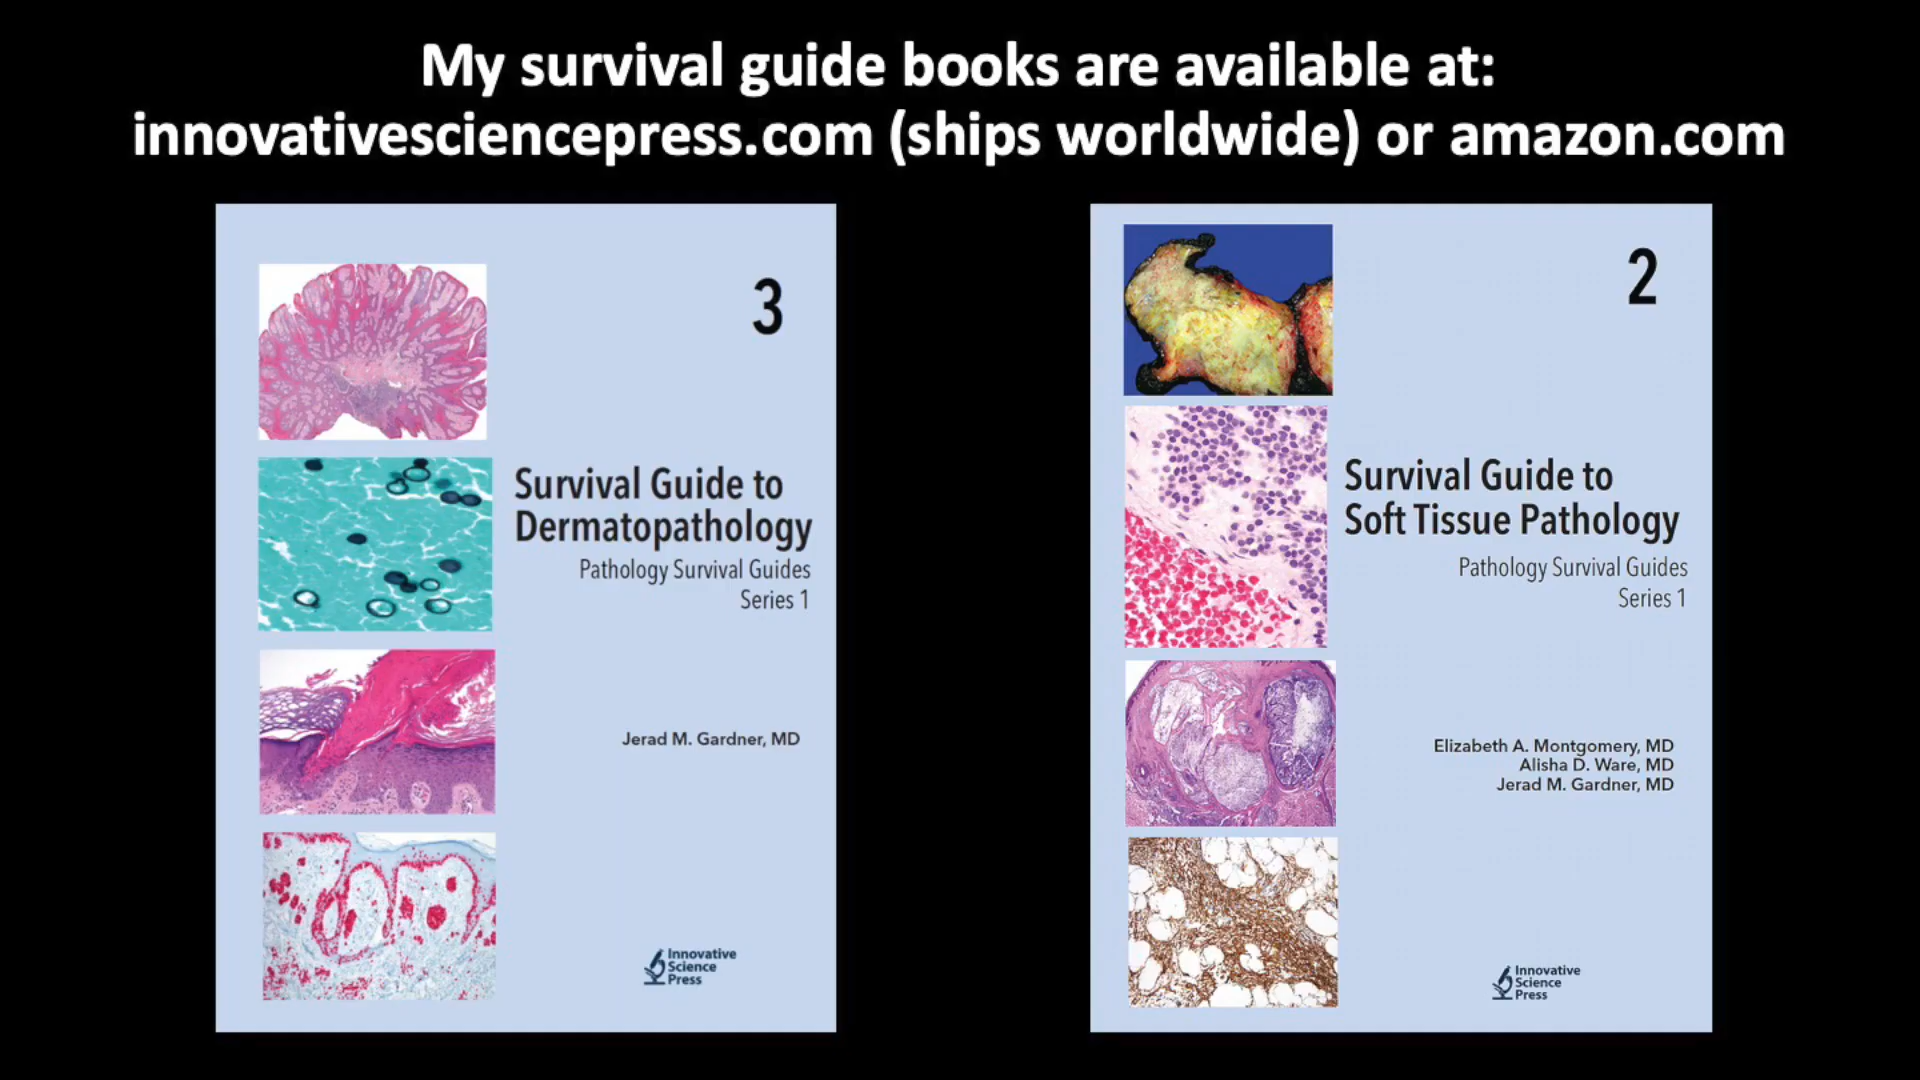 My survival guide books are available at:
innovativesciencepress.com (ships worldwide) or amazon.com
3
Survival Guide to
Dermatopathology
Pathology Survival Guides
Series 1
Jerad M. Gardner, MD
Innovative
Science
Press
2
Survival Guide to
Soft Tissue Pathology
Pathology Survival Guides
Series 1
Elizabeth A. Montgomery, MD
Alisha D. Ware, MD
Jerad M. Gardner, MD
Innovative
Science
Press